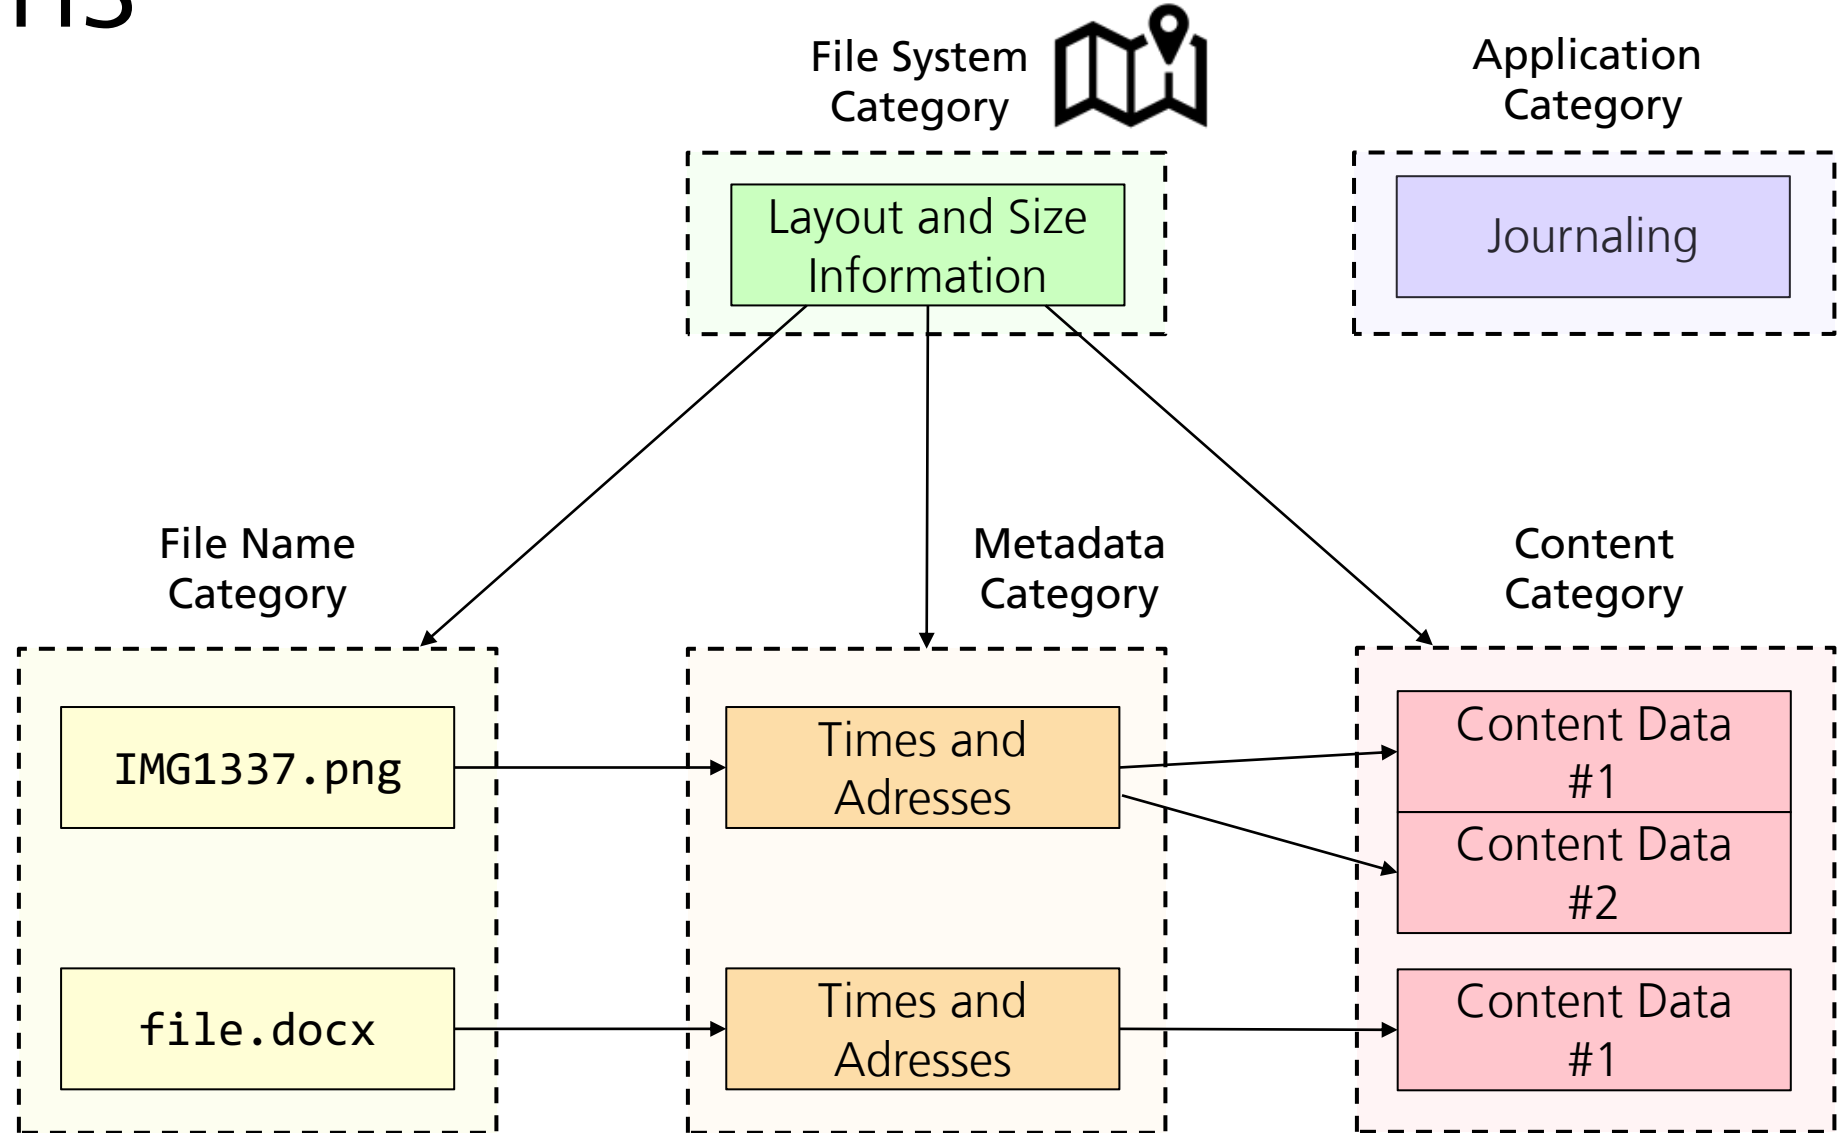 File System
Category
Application
Category
Layout and Size
Information
Journaling
File Name
Category
Metadata
Category
Content
Category
IMG1337.png
Times and
Adresses
Content Data
#1
Content Data
#2
file.docx
Times and
Adresses
Content Data
#1